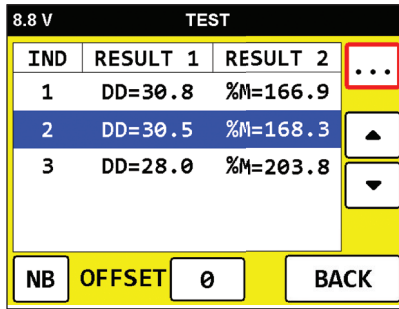 8.8 V TEST
IND RESULT 1 RESULT 2 ...
1 DD=30.8 %M=166.9
2 DD=30.5 %M=168.3
3 DD=28.0 %M=203.8
NB OFFSET 0 BACK